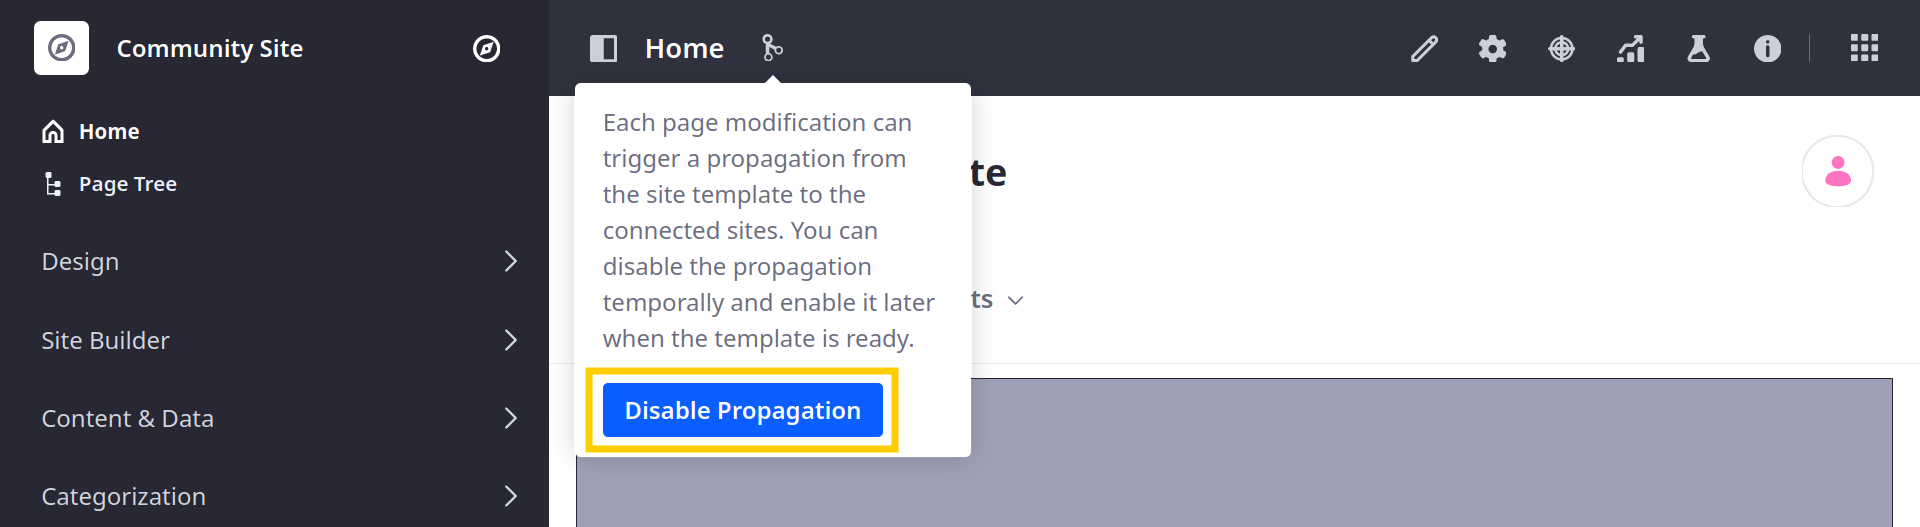 Community Site
Home
Home
Page Tree
Design
Site Builder
Content & Data
Categorization
Each page modification can
trigger a propagation from
the site template to the
connected sites. You can
disable the propagation
temporally and enable it later
when the template is ready.
Disable Propagation
te
ts